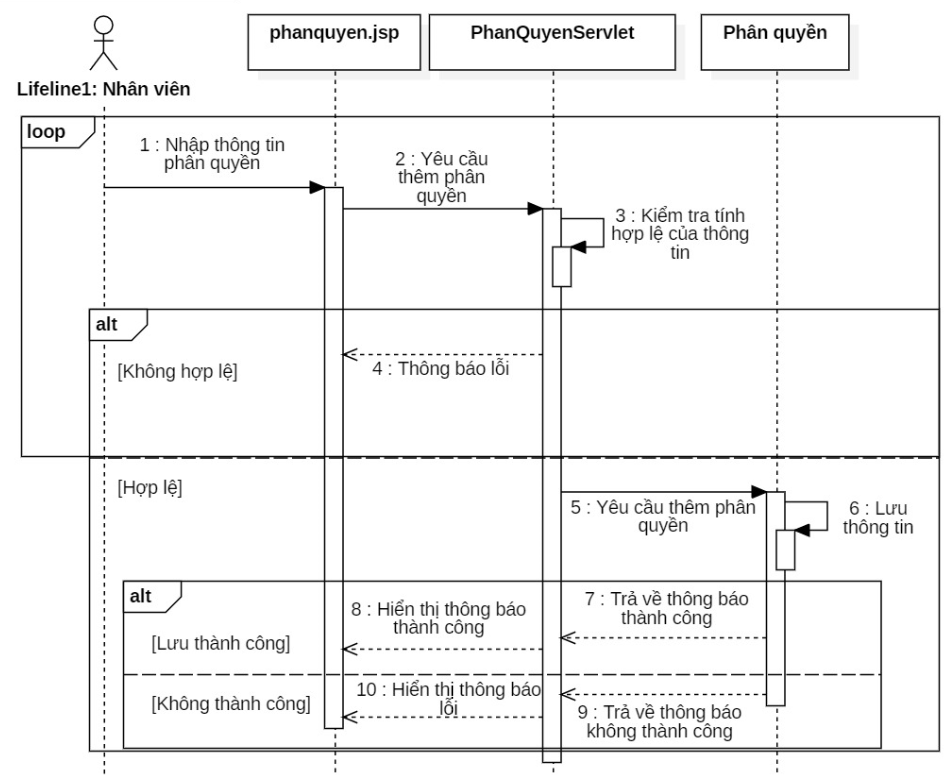 phanquyen.jsp
PhanQuyenServlet
Phân quyền
Lifeline1: Nhân viên
loop
1 : Nhập thông tin
phân quyền
2 : Yêu cầu
thêm phân
quyền
3 : Kiểm tra tính
hợp lệ của thông
tin
alt
[Không hợp lệ]
4 : Thông báo lỗi
[Hợp lệ]
5 : Yêu cầu thêm phân
quyền
6 : Lưu
thông tin
alt
7 : Trả về thông báo
thành công
8 : Hiển thị thông báo
thành công
[Lưu thành công]
[Không thành công]
10 : Hiển thị thông báo
lỗi
9 : Trả về thông báo
không thành công